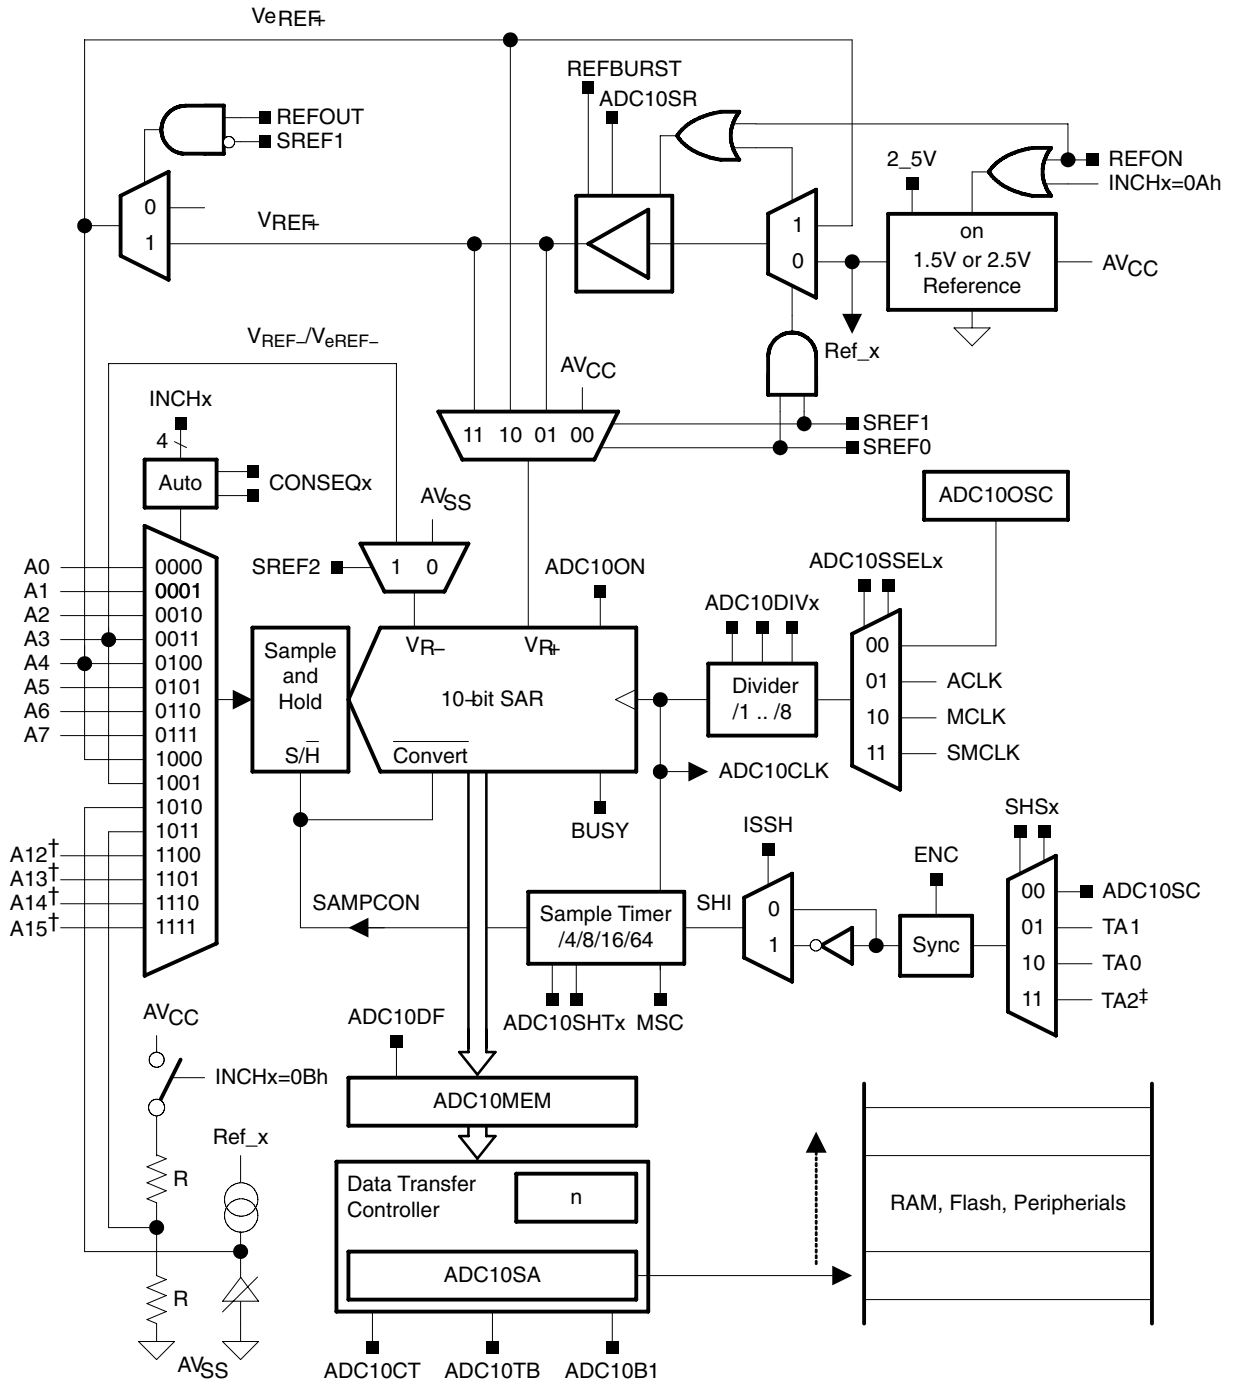 VeREF+
REFBURST
ADC10SR
REFOUT
SREF1
2_5V
REFON
INCHx=0Ah
0
1
VREF+
1
0
on
1.5V or 2.5V
Reference
AVCC
Ref_x
VREF–/VeREF–
AVCC
INCHx
4
11 10 01 00
SREF1
SREF0
Auto
CONSEQx
AVSS
ADC10OSC
SREF2
1 0
ADC10ON
ADC10SSELx
ADC10DIVx
A0
A1
A2
A3
A4
A5
A6
A7
A12†
A13†
A14†
A15†
0000
0001
0010
0011
0100
0101
0110
0111
1000
1001
1010
1011
1100
1101
1110
1111
Sample
and
Hold
S/H
VR–
VR+
10–bit SAR
Convert
Divider
/1 .. /8
00
01
10
11
ACLK
MCLK
SMCLK
ADC10CLK
BUSY
ISSH
ENC
SHSx
SAMPCON
Sample Timer
/4/8/16/64
SHI
0
1
Sync
00
01
10
11
ADC10SC
TA1
TA0
TA2‡
ADC10SHTx
MSC
ADC10DF
AVCC
INCHx=0Bh
ADC10MEM
Ref_x
R
R
Data Transfer
Controller
n
RAM, Flash, Peripherials
ADC10SA
AVSS
ADC10CT
ADC10TB
ADC10B1